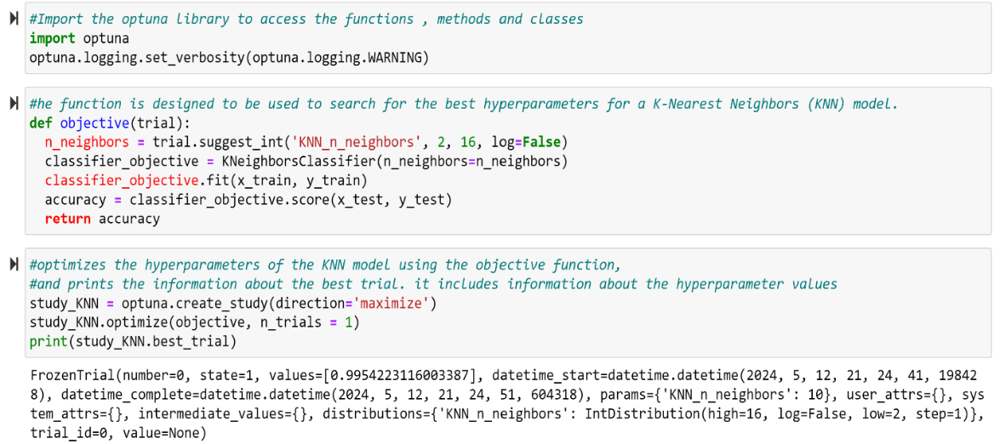 #Import the optuna library to access the functions , methods and classes
import optuna
optuna.logging.set_verbosity(optuna.logging.WARNING)
#he function is designed to be used to search for the best hyperparameters for a K-Nearest Neighbors (KNN) model.
def objective(trial):
  n_neighbors = trial.suggest_int('KNN_n_neighbors', 2, 16, log=False)
  classifier_objective = KNeighborsClassifier(n_neighbors=n_neighbors)
  classifier_objective.fit(x_train, y_train)
  accuracy = classifier_objective.score(x_test, y_test)
  return accuracy
#optimizes the hyperparameters of the KNN model using the objective function,
#and prints the information about the best trial. it includes information about the hyperparameter values
study_KNN = optuna.create_study(direction='maximize')
study_KNN.optimize(objective, n_trials = 1)
print(study_KNN.best_trial)
FrozenTrial(number=0, state=1, values=[0.9954223116003387], datetime_start=datetime.datetime(2024, 5, 12, 21, 24, 41, 19842
8), datetime_complete=datetime.datetime(2024, 5, 12, 21, 24, 51, 604318), params={'KNN_n_neighbors': 10}, user_attrs={}, sys
tem_attrs={}, intermediate_values={}, distributions={'KNN_n_neighbors': IntDistribution(high=16, log=False, low=2, step=1)},
trial_id=0, value=None)